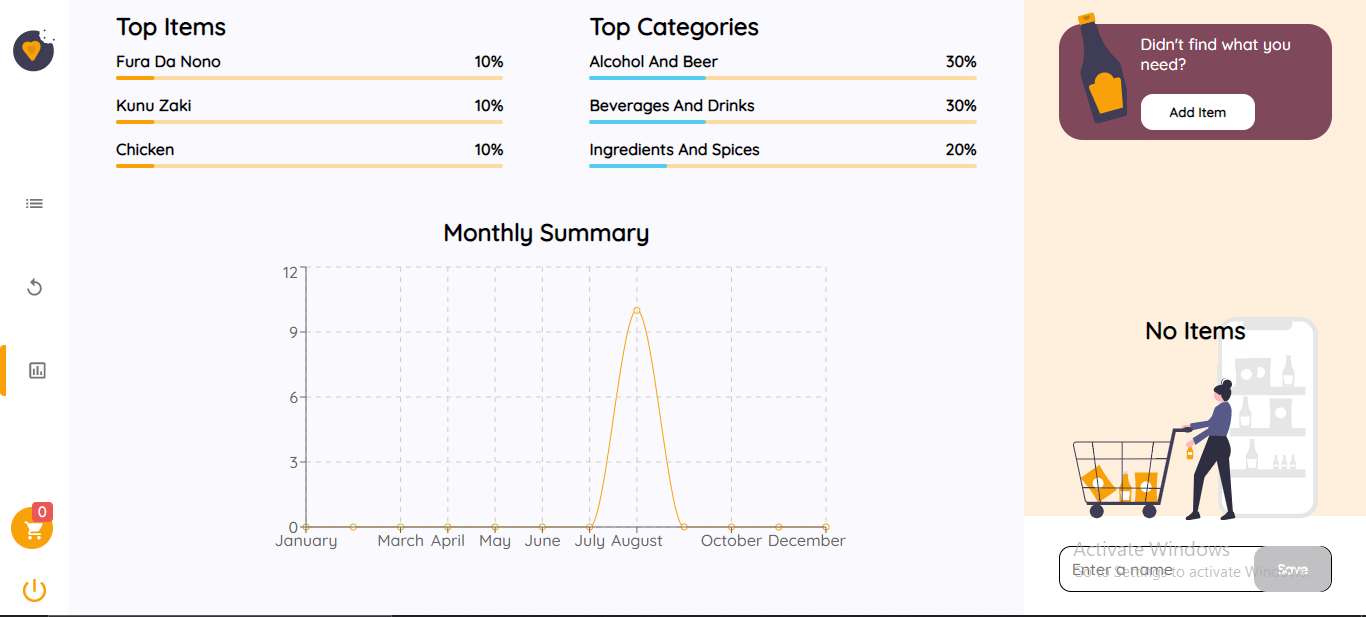 Top Items
Fura Da Nono 10%
Kunu Zaki 10%
Chicken 10%
Top Categories
Alcohol And Beer 30%
Beverages And Drinks 30%
Ingredients And Spices 20%
Monthly Summary
12
9
6
3
0
January March April May June July August October December
0
Didn't find what you
need?
Add Item
No Items
Activate Windows
Go to Settings to activate Windows.
Enter a name
Save